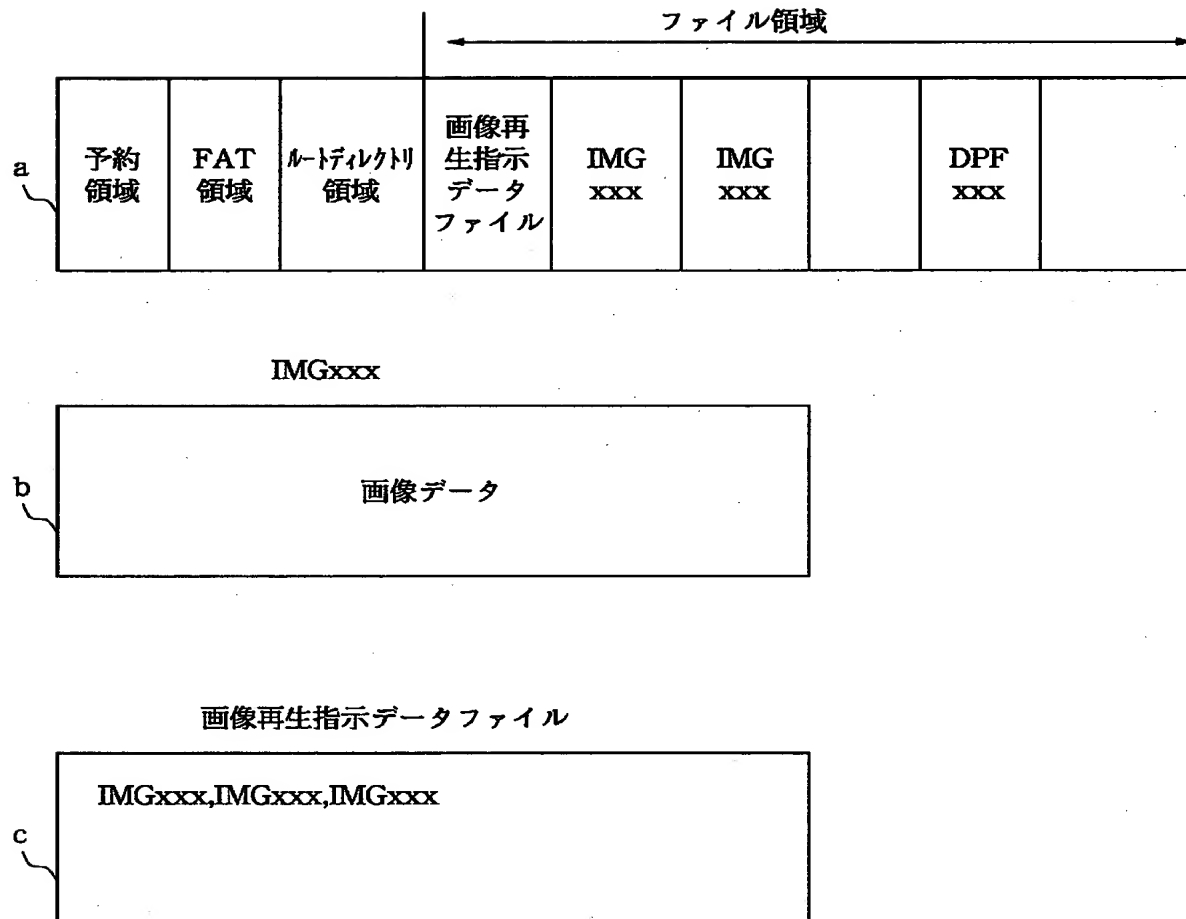 ファイル領域
a
予約
領域
FAT
領域
ルートディレクトリ
領域
画像再
生指示
データ
ファイル
IMG
xxx
IMG
xxx
DPF
xxx
IMGxxx
b
画像データ
画像再生指示データファイル
c
IMGxxx,IMGxxx,IMGxxx